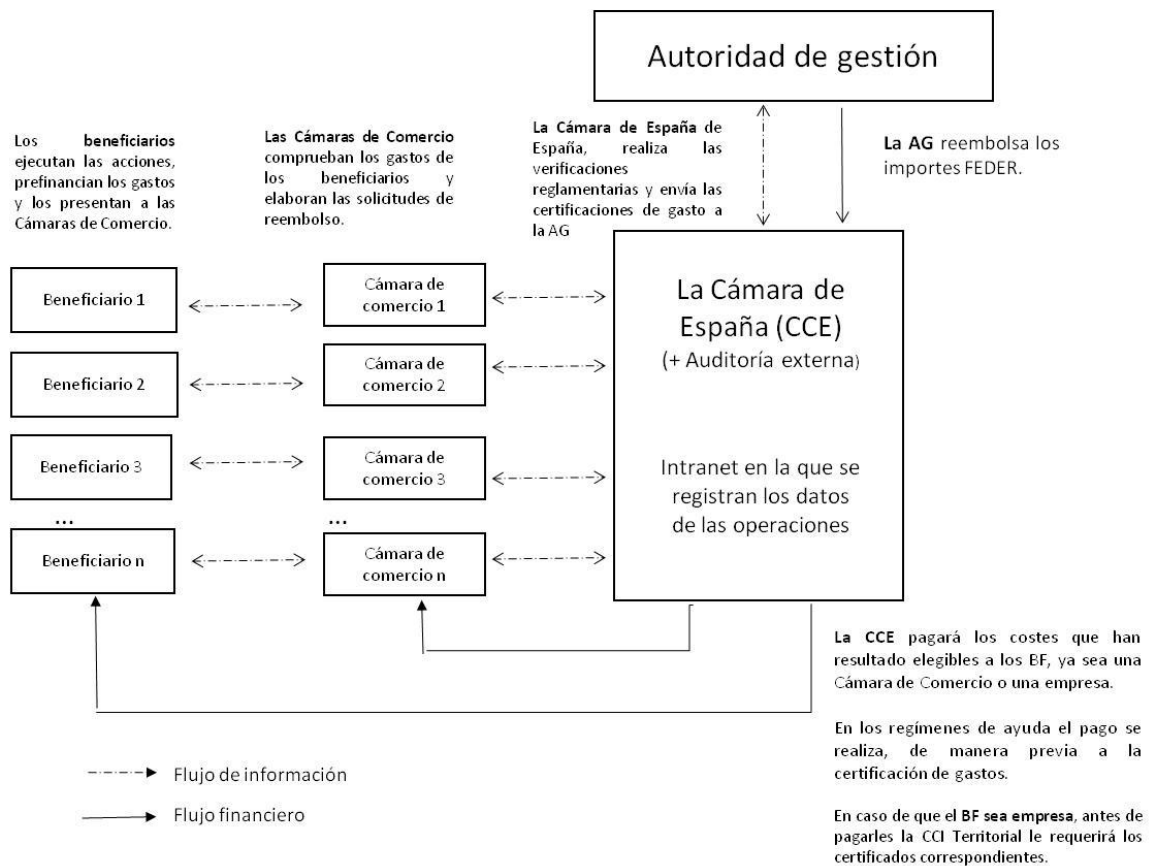 Autoridad de gestión
Los beneficiarios
ejecutan las acciones,
prefinancian los gastos
y los presentan a las
Cámaras de Comercio.
Las Cámaras de Comercio
comprueban los gastos de
los beneficiarios y
elaboran las solicitudes de
reembolso.
La Cámara de España de
España, realiza las
verificaciones
reglamentarias y envía las
certificaciones de gasto a
la AG
La AG reembolsa los
importes FEDER.
Beneficiario 1
Cámara de
comercio 1
Beneficiario 2
Cámara de
comercio 2
Beneficiario 3
Cámara de
comercio 3
...
...
Beneficiario n
Cámara de
comercio n
La Cámara de
España (CCE)
(+ Auditoría externa)
Intranet en la que se
registran los datos
de las operaciones
La CCE pagará los costes que han
resultado elegibles a los BF, ya sea una
Cámara de Comercio o una empresa.
En los regímenes de ayuda el pago se
realiza, de manera previa a la
certificación de gastos.
En caso de que el BF sea empresa, antes de
pagarles la CCI Territorial le requerirá los
certificados correspondientes.
Flujo de información
Flujo financiero